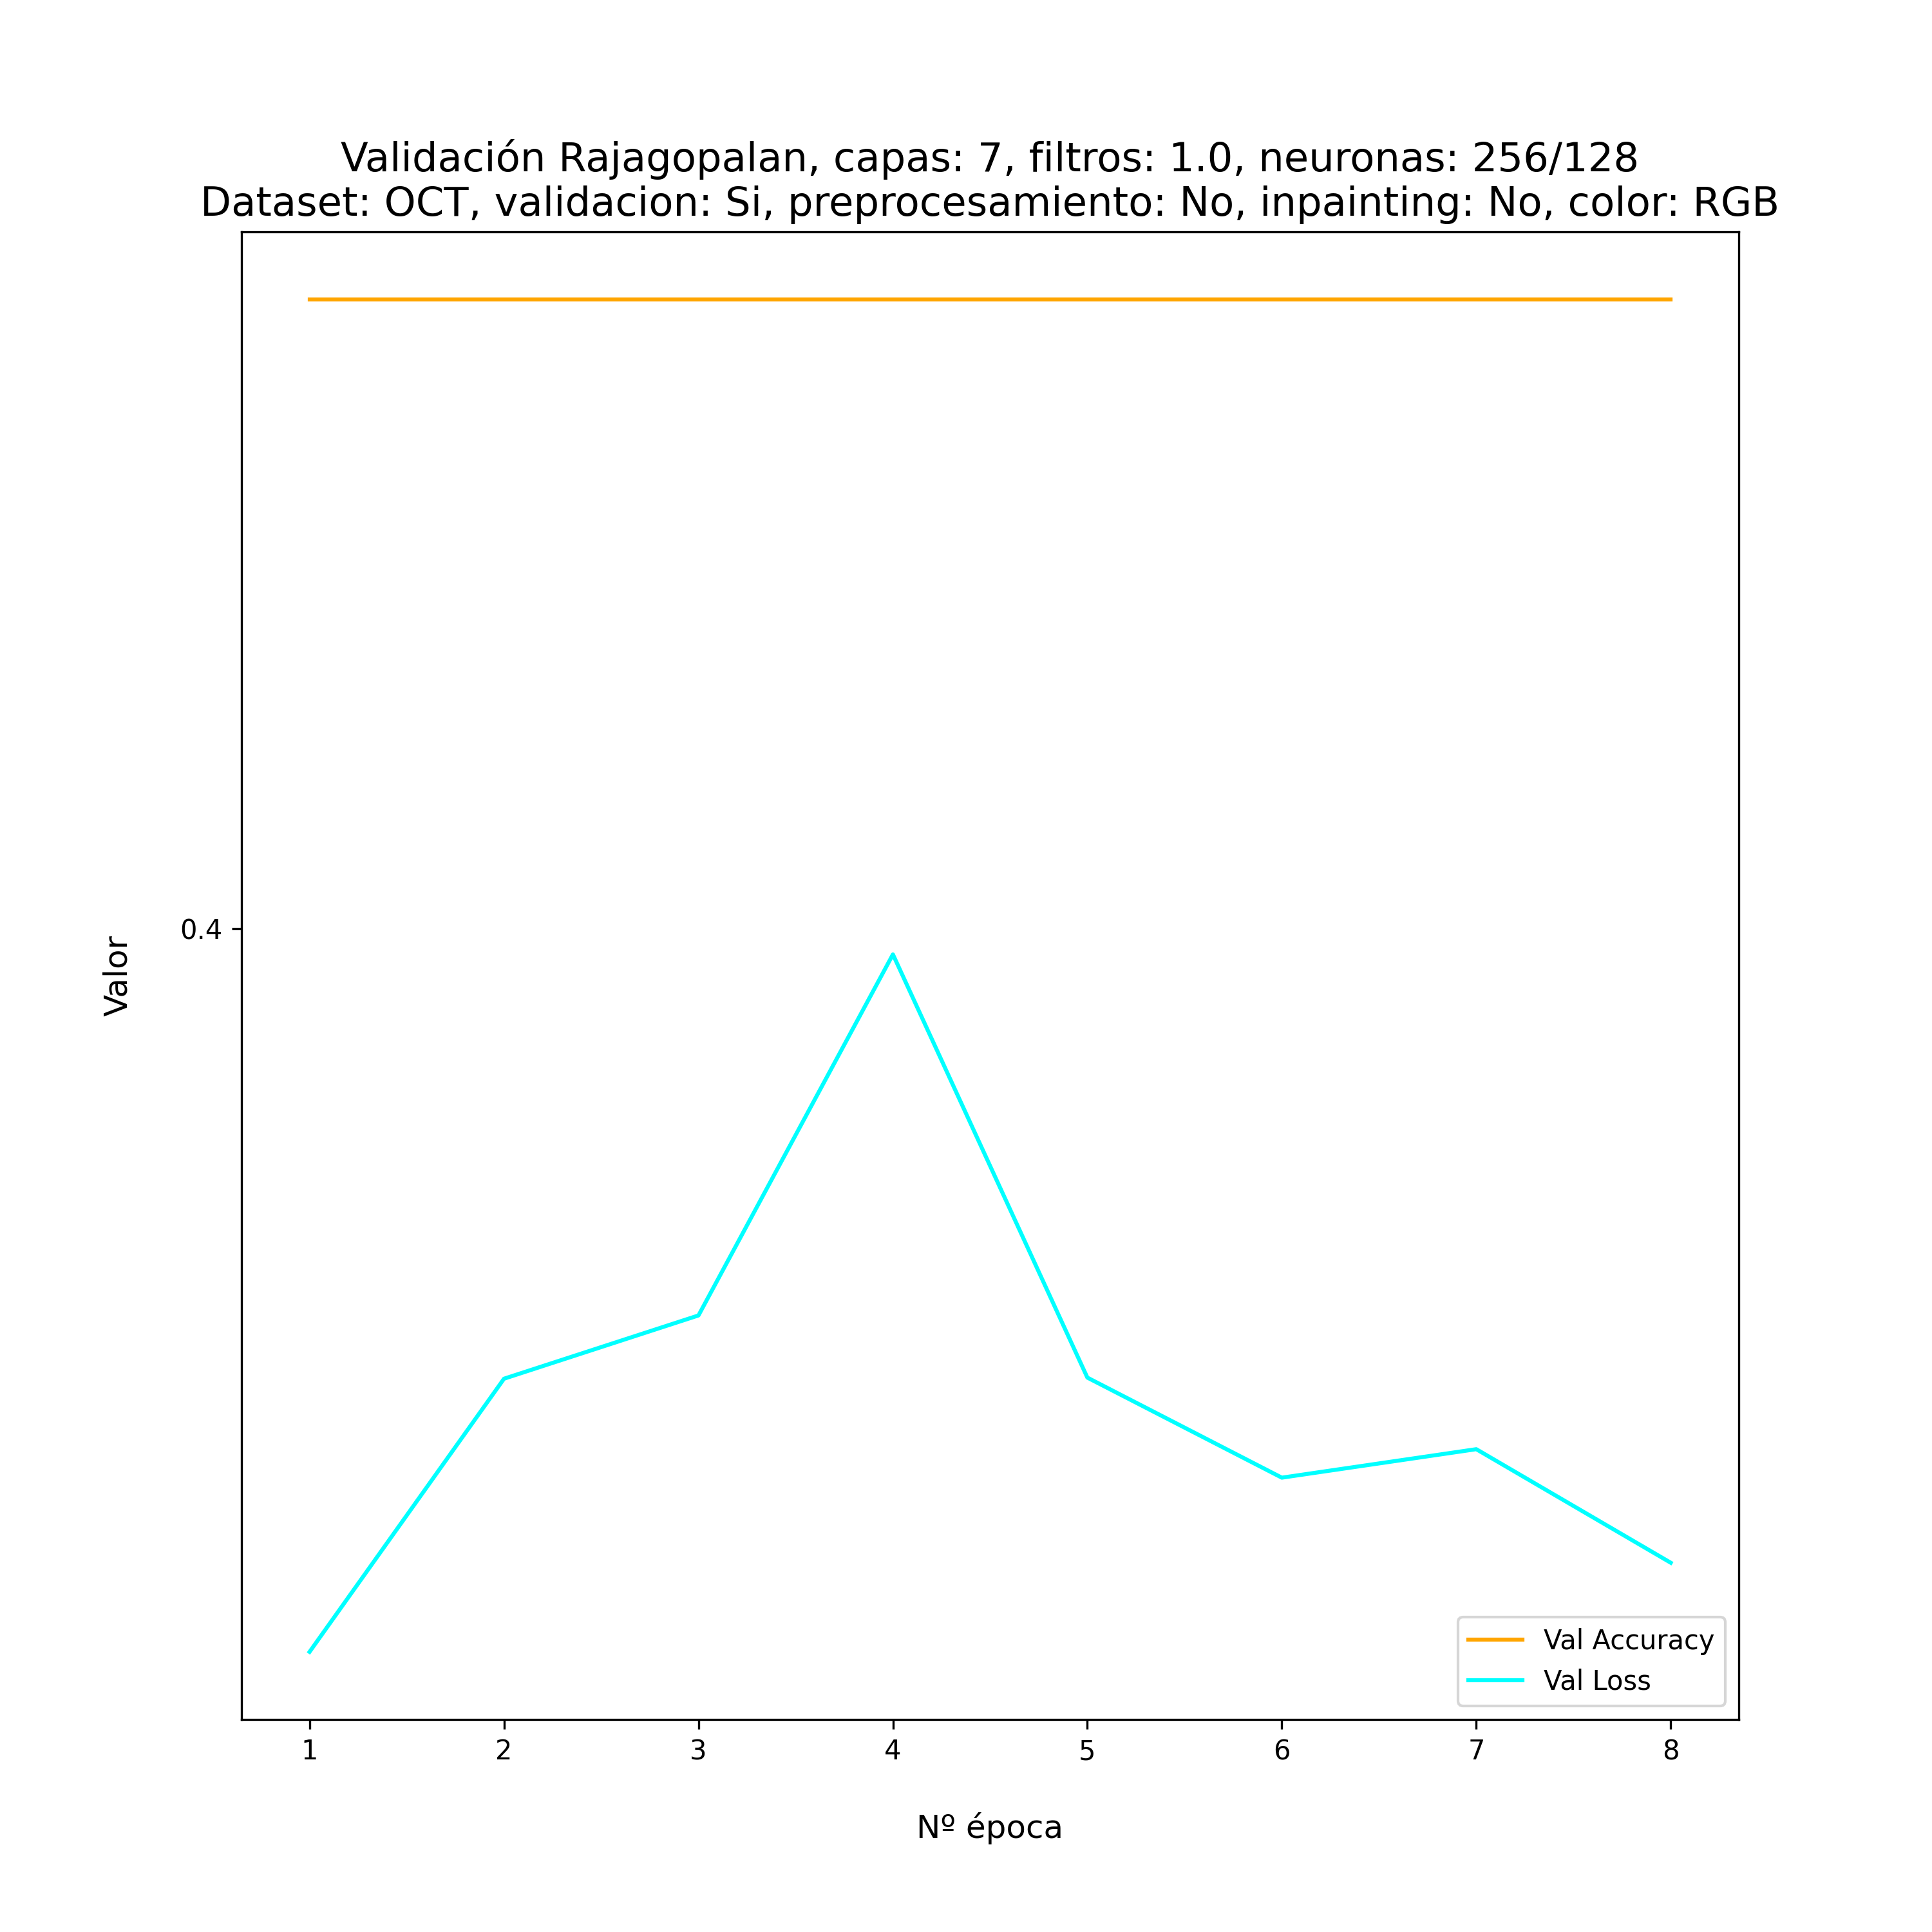 Validación Rajagopalan, capas: 7, filtros: 1.0, neuronas: 256/128
Dataset: OCT, validacion: Si, preprocesamiento: No, inpainting: No, color: RGB
Valor
0.4
Val Accuracy
Val Loss
1 2 3 4 5 6 7 8
Nº época